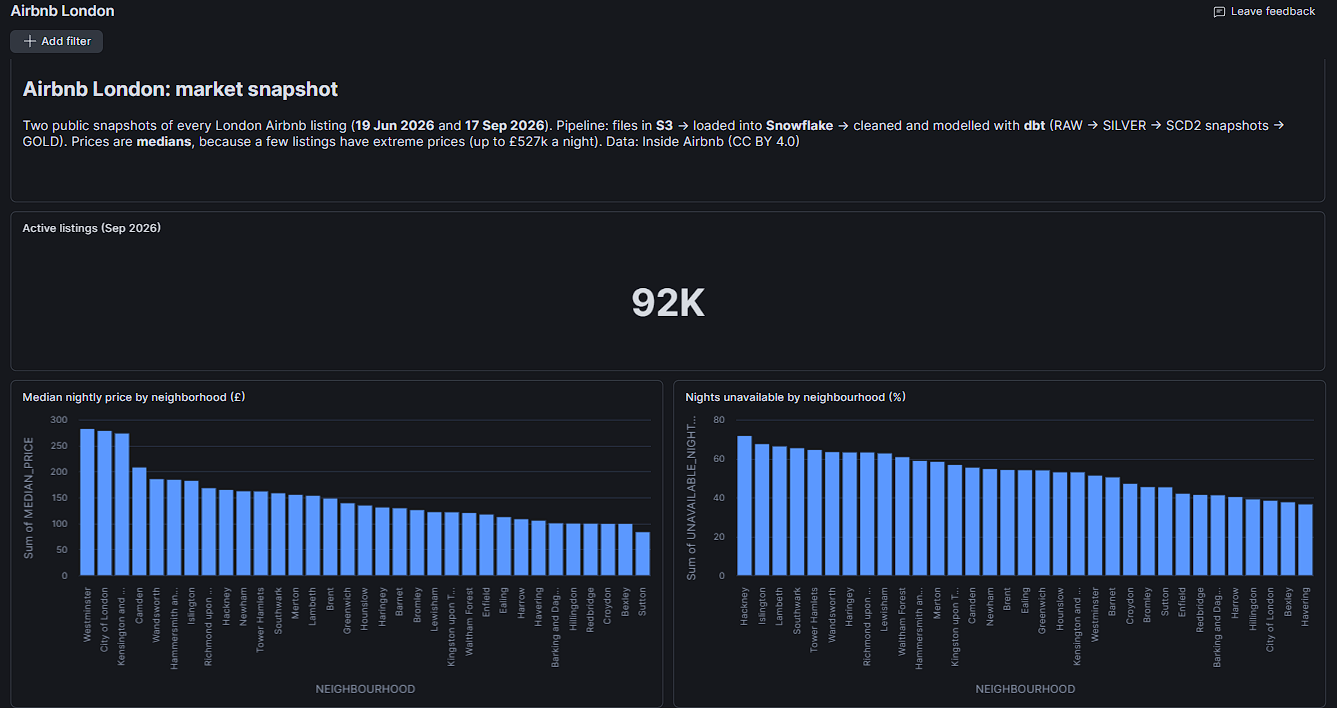 Airbnb London
Leave feedback
Add filter
Airbnb London: market snapshot
Two public snapshots of every London Airbnb listing (19 Jun 2026 and 17 Sep 2026). Pipeline: files in S3 → loaded into Snowflake → cleaned and modelled with dbt (RAW → SILVER → SCD2 snapshots →
GOLD). Prices are medians, because a few listings have extreme prices (up to £527k a night). Data: Inside Airbnb (CC BY 4.0)
Active listings (Sep 2026)
92K
Median nightly price by neighborhood (£)
Sum of MEDIAN_PRICE
300
250
200
150
100
50
0
Westminster
City of London
Kensington and ...
Camden
Wandsworth
Hammersmith an...
Islington
Richmond upon ...
Hackney
Newham
Tower Hamlets
Southwark
Merton
Lambeth
Brent
Greenwich
Hounslow
Haringey
Barnet
Bromley
Lewisham
Kingston upon T...
Waltham Forest
Enfield
Ealing
Harrow
Havering
Barking and Dag...
Hillingdon
Redbridge
Croydon
Bexley
Sutton
NEIGHBOURHOOD
Nights unavailable by neighbourhood (%)
Sum of UNAVAILABLE_NIGHT...
80
60
40
20
0
Hackney
Islington
Lambeth
Southwark
Tower Hamlets
Wandsworth
Haringey
Richmond upon ...
Lewisham
Waltham Forest
Hammersmith an...
Merton
Kingston upon T...
Camden
Newham
Brent
Ealing
Greenwich
Hounslow
Kensington and ...
Westminster
Barnet
Croydon
Bromley
Sutton
Enfield
Redbridge
Barking and Dag...
Harrow
Hillingdon
City of London
Bexley
Havering
NEIGHBOURHOOD